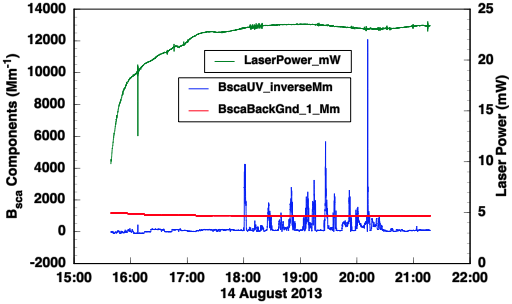 14000
12000
10000
8000
6000
4000
2000
0
-2000
B_sca Components (Mm⁻¹)
25
20
15
10
5
0
Laser Power (mW)
LaserPower_mW
BscaUV_inverseMm
BscaBackGnd_1_Mm
15:00 16:00 17:00 18:00 19:00 20:00 21:00 22:00
14 August 2013